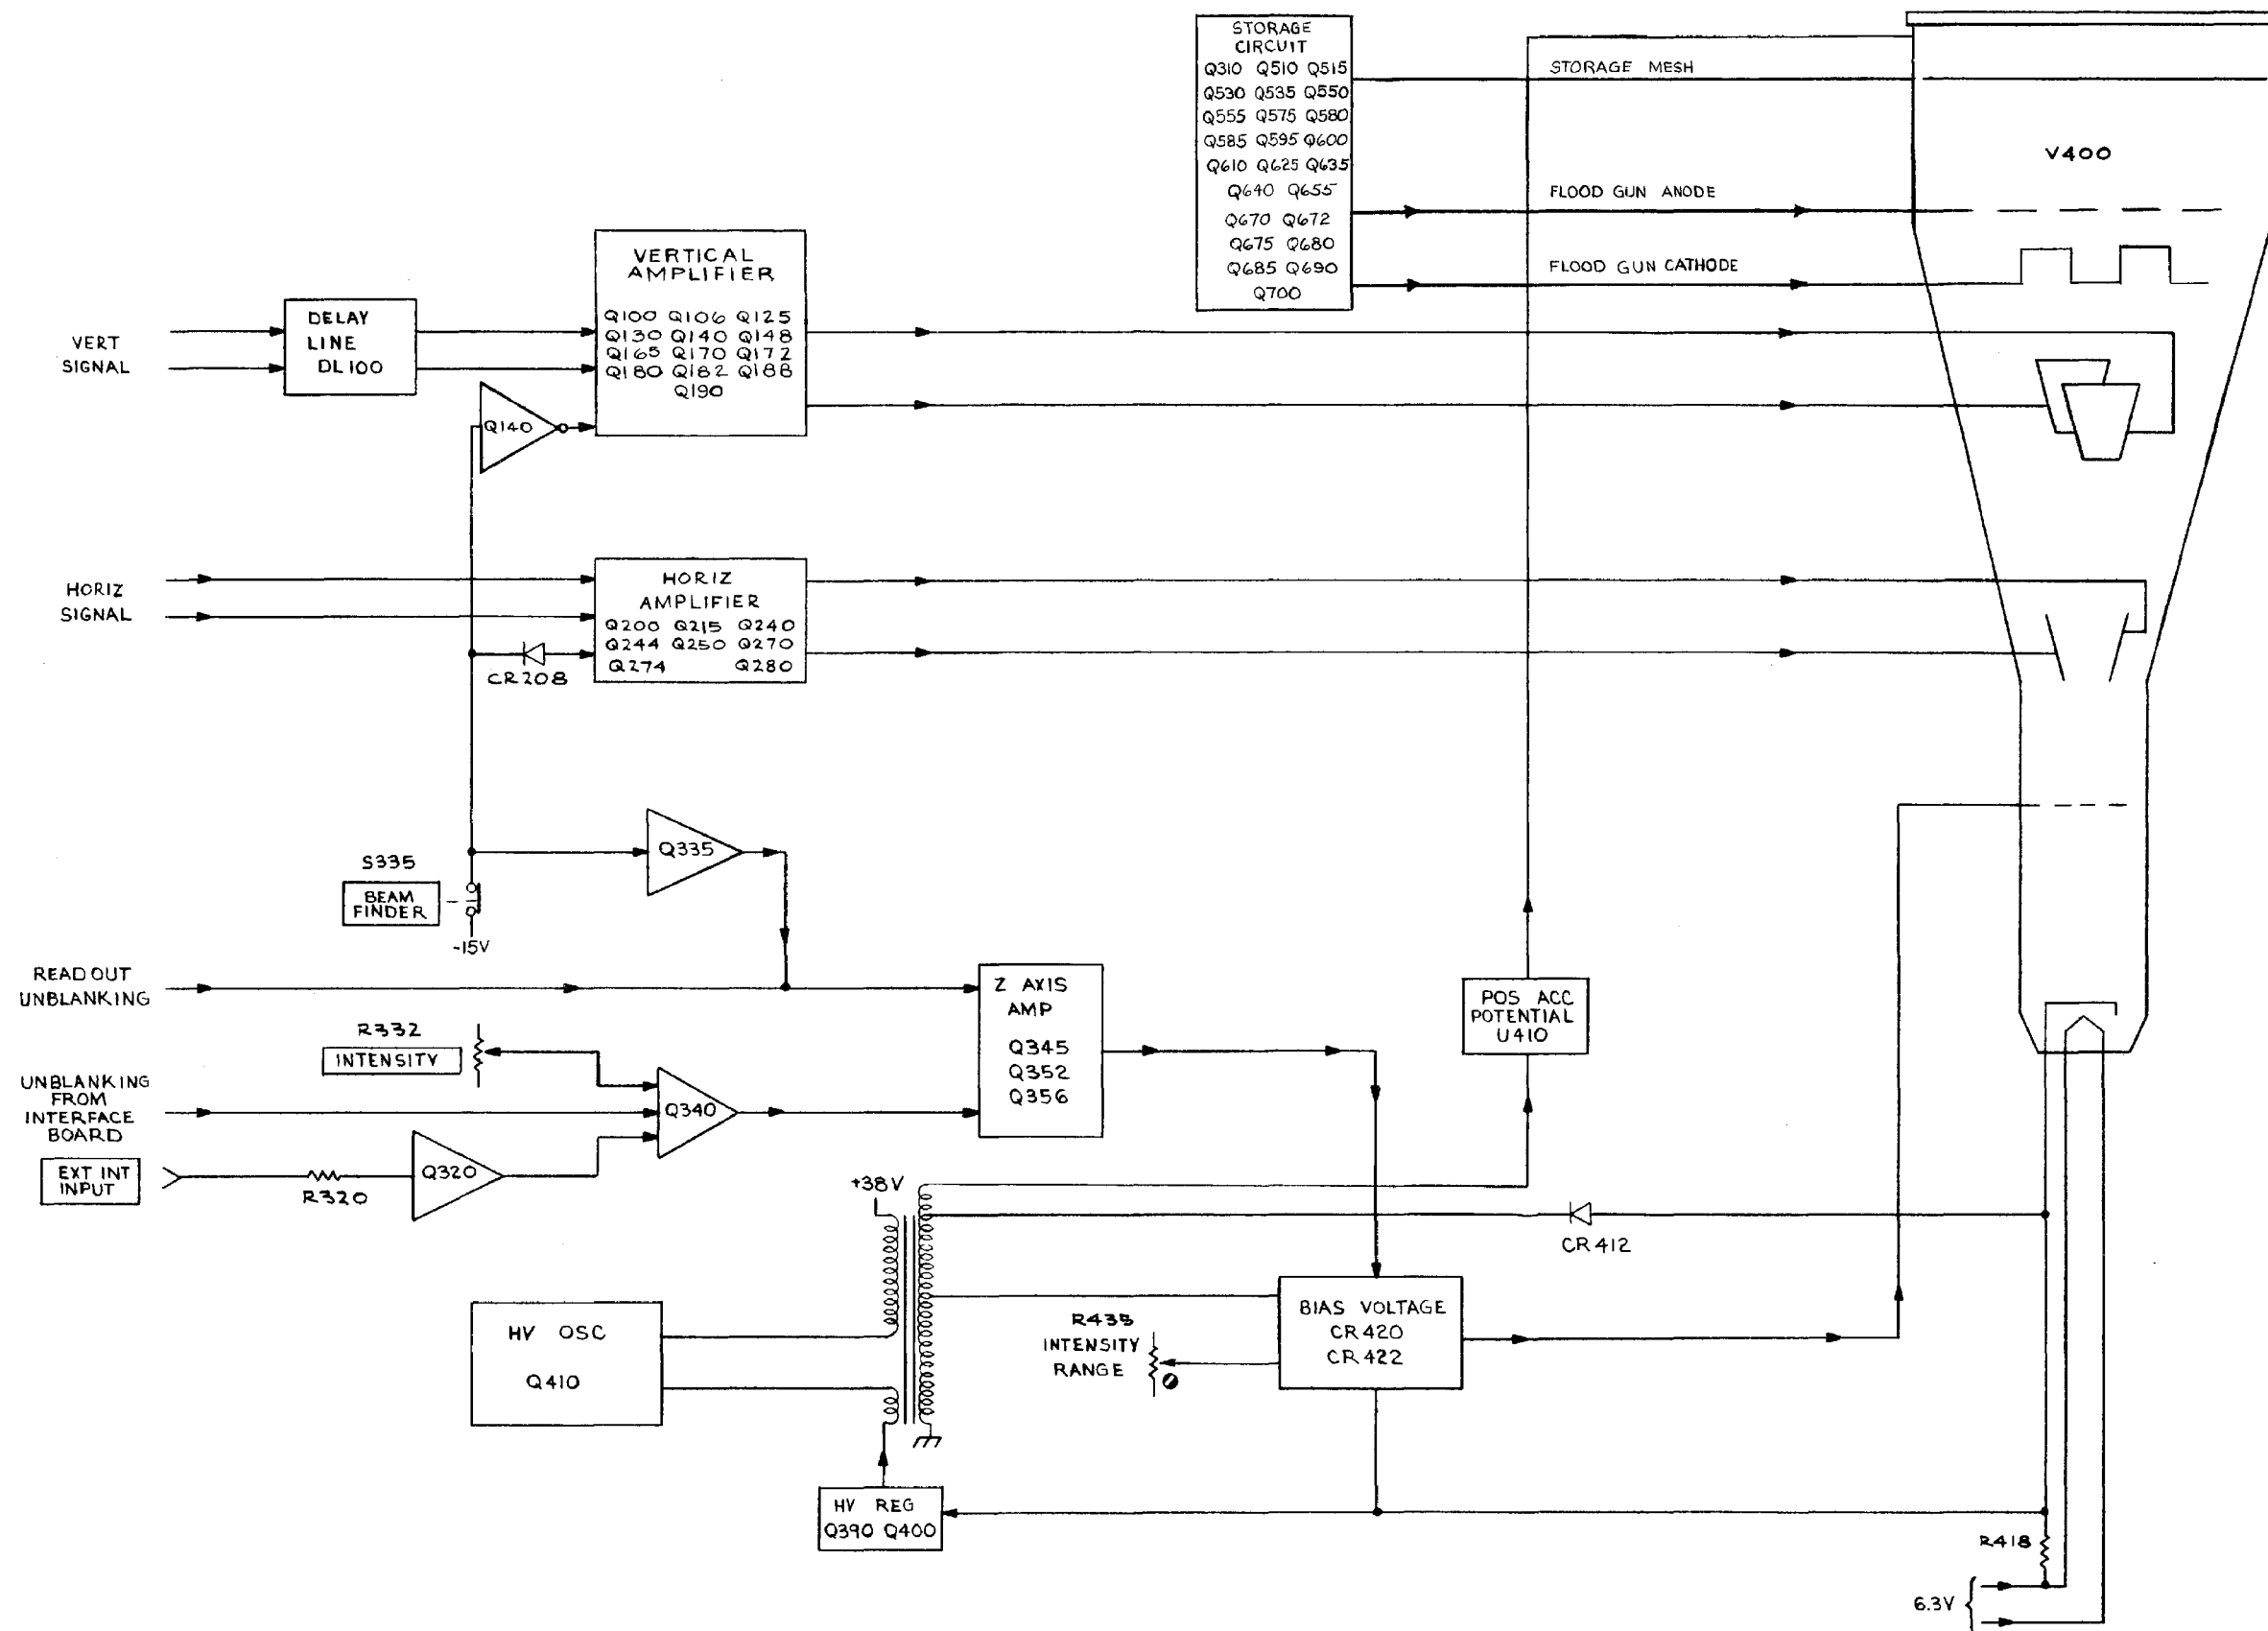 STORAGE
CIRCUIT
Q310 Q510 Q515
Q530 Q535 Q550
Q555 Q575 Q580
Q585 Q595 Q600
Q610 Q625 Q635
Q640 Q655
Q670 Q672
Q675 Q680
Q685 Q690
Q700
STORAGE MESH
V400
FLOOD GUN ANODE
FLOOD GUN CATHODE
VERTICAL
AMPLIFIER
Q100 Q106 Q125
Q130 Q140 Q148
Q165 Q170 Q172
Q180 Q182 Q188
Q190
DELAY
LINE
DL100
VERT
SIGNAL
Q140
HORIZ
SIGNAL
HORIZ
AMPLIFIER
Q200 Q215 Q240
Q244 Q250 Q270
Q274 Q280
CR208
Q335
S335
BEAM
FINDER
-15V
READOUT
UNBLANKING
R332
INTENSITY
UNBLANKING
FROM
INTERFACE
BOARD
EXT INT
INPUT
R320
Q320
Q340
Z AXIS
AMP
Q345
Q352
Q356
POS ACC
POTENTIAL
U410
+38V
CR412
HV OSC
Q410
R435
INTENSITY
RANGE
BIAS VOLTAGE
CR420
CR422
HV REG
Q390 Q400
R418
6.3V